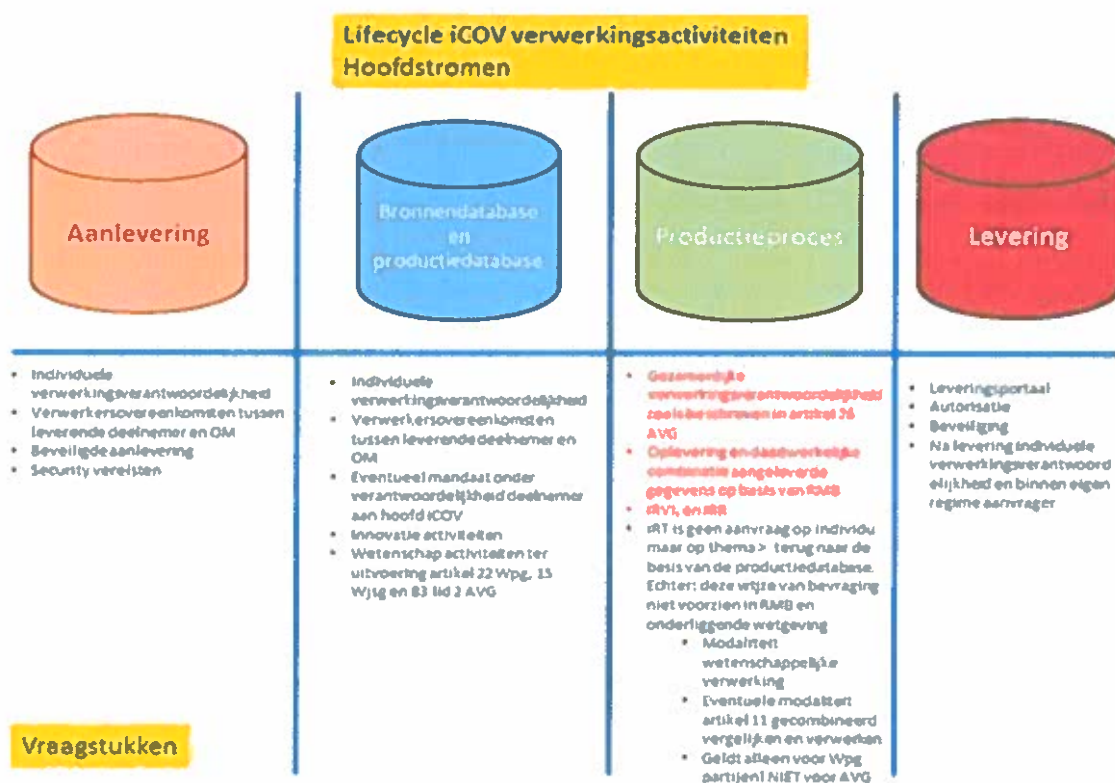 Lifecycle iCOV verwerkingsactiviteiten
Hoofdstromen
Aanlevering
Bronnendatabase
en
productiedatabase
Productieproces
Levering
• Individuele
verwerkingsverantwoordelijkheid
• Verwerkersovereenkomsten tussen
leverende deelnemer en OM
• Beveiligde aanlevering
• Security vereisten
• Individuele
verwerkingsverantwoordelijkheid
• Verwerkersovereenkomsten
tussen leverende deelnemer en
OM
• Eventueel mandaat onder
verantwoordelijkheid deelnemer
aan hoofd iCOV
• Innovatie activiteiten
• Wetenschap activiteiten ter
uitvoering artikel 22 Wpg, 15
Wjsg en 83 lid 2 AVG
• Gezamenlijke
verwerkingsverantwoordelijkheid
zoals beschreven in artikel 26
AVG
• Oplevering en daadwerkelijke
combinatie aangeleverde
gegevens op basis van RMB
• iRVI, en iRR
• iRT is geen aanvraag op individu
maar op thema > terug naar de
basis van de productiedatabase.
Echter: deze wijze van bevraging
niet voorzien in RMB en
onderliggende wetgeving
• Modaliteit
wetenschappelijke
verwerking
• Eventuele modaliteit
artikel 11 gecombineerd
vergelijken en verwerken
• Geldt alleen voor Wpg
partijen! NIET voor AVG
• Leveringsportaal
• Autorisatie
• Beveiliging
• Na levering individuele
verwerkingsverantwoord
elijkheid en binnen eigen
regime aanvrager
Vraagstukken